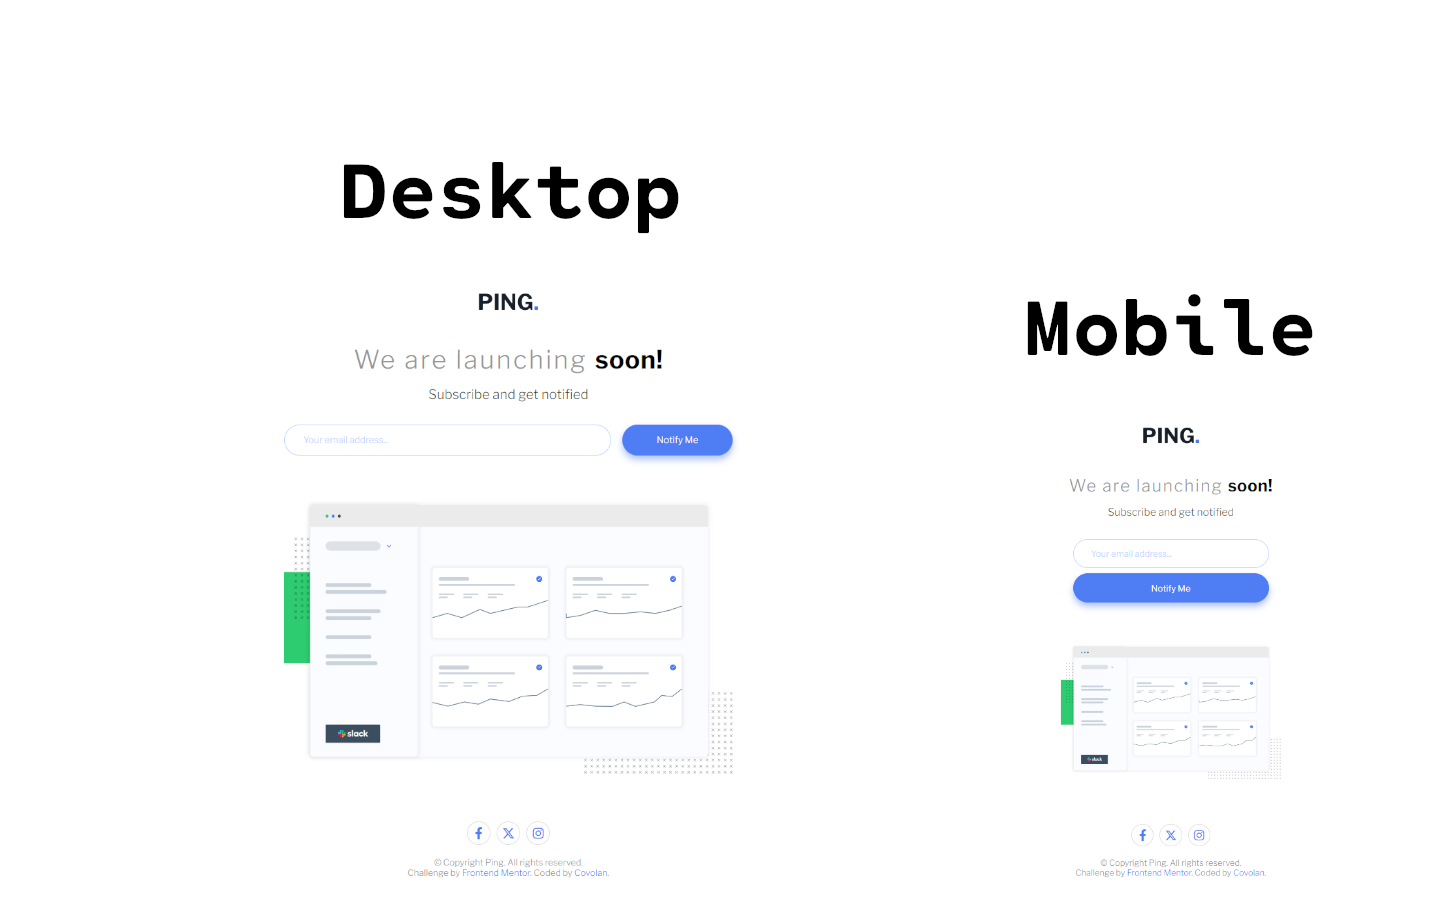 Desktop
PING.
We are launching soon!
Subscribe and get notified
Your email address...
Notify Me
slack
© Copyright Ping. All rights reserved.
Challenge by Frontend Mentor. Coded by Covolan.
Mobile
PING.
We are launching soon!
Subscribe and get notified
Your email address...
Notify Me
slack
© Copyright Ping. All rights reserved.
Challenge by Frontend Mentor. Coded by Covolan.